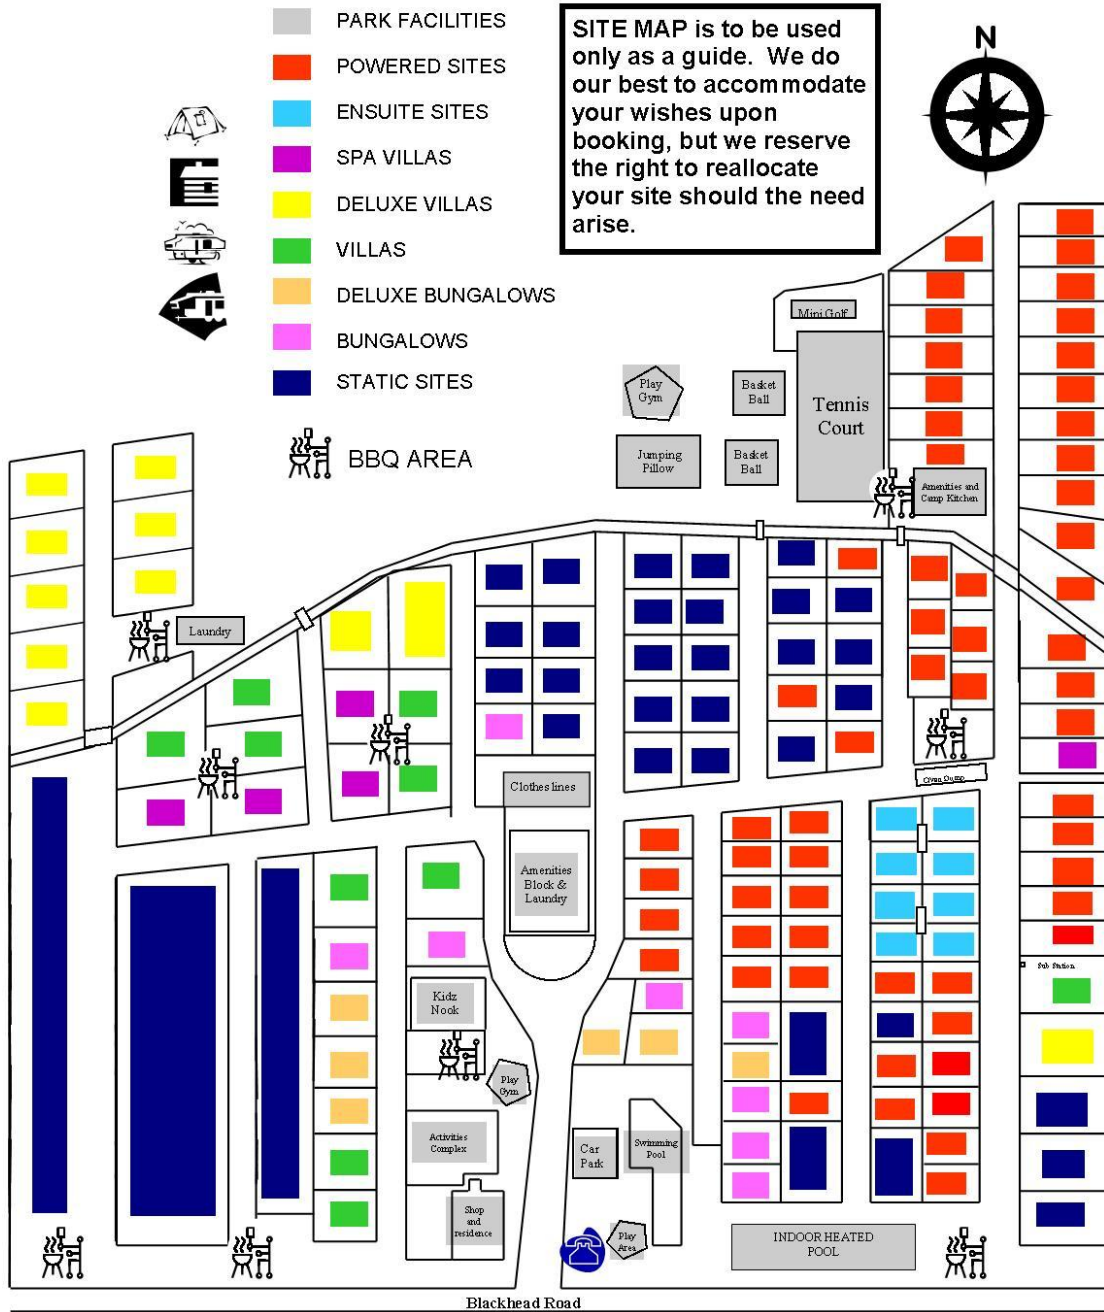 PARK FACILITIES
POWERED SITES
ENSUITE SITES
SPA VILLAS
DELUXE VILLAS
VILLAS
DELUXE BUNGALOWS
BUNGALOWS
STATIC SITES
BBQ AREA
SITE MAP is to be used
only as a guide. We do
our best to accommodate
your wishes upon
booking, but we reserve
the right to reallocate
your site should the need
arise.
N
Mini Golf
Play
Gym
Basket
Ball
Tennis
Court
Jumping
Pillow
Basket
Ball
Amenities and
Camp Kitchen
Laundry
Clothes lines
Dump
Amenities
Block &
Laundry
Sub Station
Kidz
Nook
Play
Gym
Activities
Complex
Car
Park
Swimming
Pool
Shop
and
residence
Play
Area
INDOOR HEATED
POOL
Blackhead Road